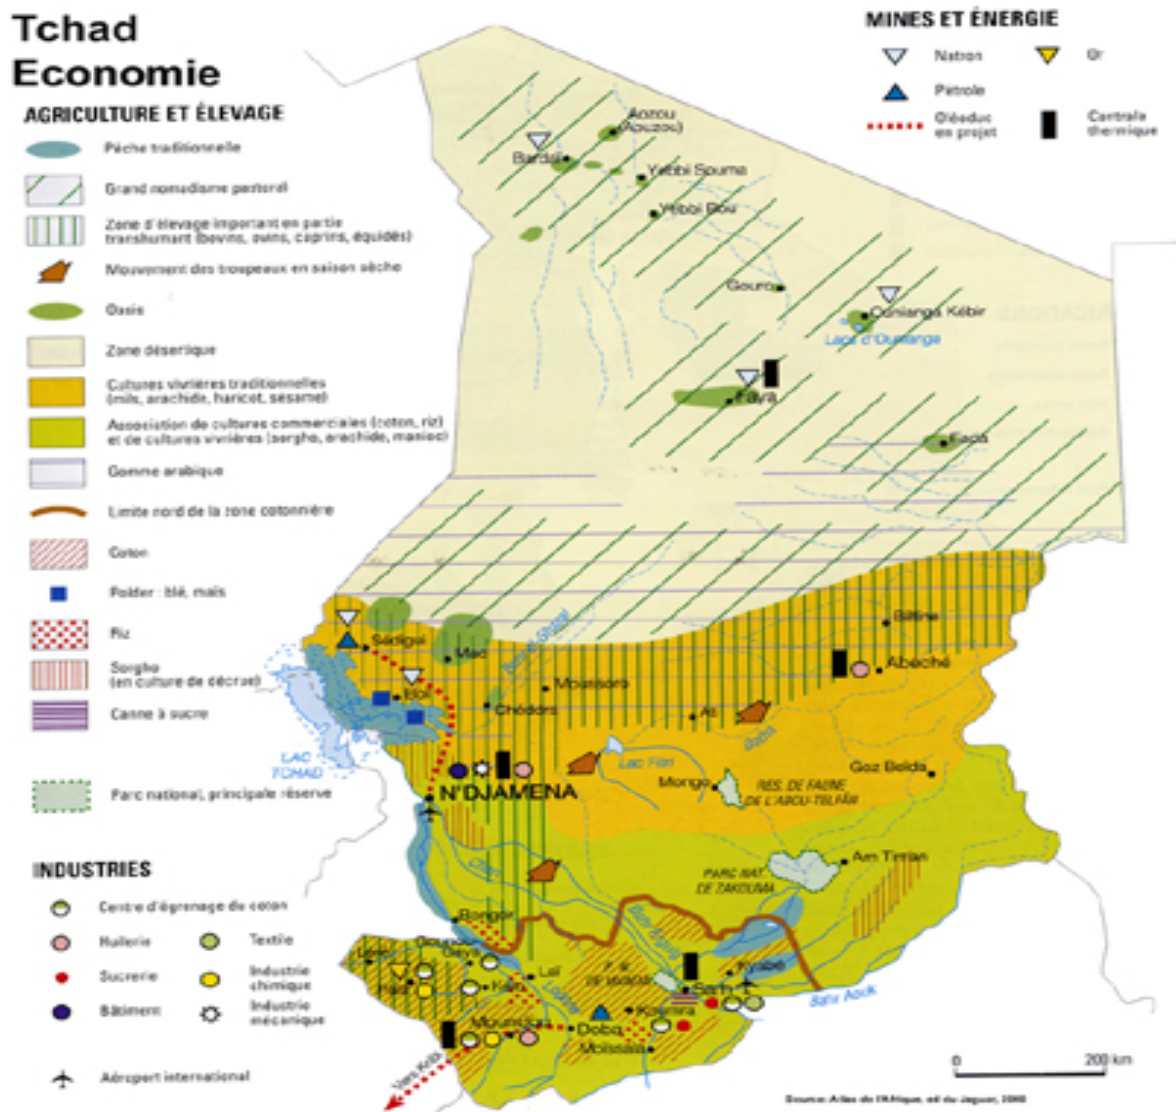 Tchad
Economie
AGRICULTURE ET ÉLEVAGE
Pêche traditionnelle
Grand nomadisme pastoral
Zone d'élevage important en partie
transhumant (bovins, ovins, caprins, équidés)
Mouvement des troupeaux en saison sèche
Oasis
Zone désertique
Cultures vivrières traditionnelles
(mils, arachide, haricot, sésame)
Association de cultures commerciales (coton, riz)
et de cultures vivrières (sorgho, arachide, manioc)
Gomme arabique
Limite nord de la zone cotonnière
Coton
Polder : blé, maïs
Riz
Sorgho
(en culture de décrue)
Canne à sucre
Parc national, principale réserve
INDUSTRIES
Centre d'égrenage du coton
Huilerie
Textile
Sucrerie
Industrie
chimique
Bâtiment
Industrie
mécanique
Aéroport international
MINES ET ÉNERGIE
Natron
Or
Pétrole
Oléoduc
en projet
Centrale
thermique
Aozou
(Aouzou)
Bardaï
Yebbi Souma
Yebbi Bou
Gouro
Ounianga Kébir
Lacs d'Ounianga
Faya
Fada
Biltine
Abéché
Sédigui
Mao
Bol
Moussoro
Cheddra
Ati
Batha
Bahr el Ghazal
LAC
TCHAD
Lac Fitri
Mongo
RES. DE FAUNE
DE L'ABOU-TELFÂN
Goz Beïda
N'DJAMENA
Chari
PARC NAT.
DE ZAKOUMA
Am Timan
Bongor
Laï
Kelo
Logone
Sarh
Kyabé
Bahr Aouk
Koumra
Doba
Moïssala
Moundou
Vers Kribi
0
200 km
Source: Atlas de l'Afrique, ed du Jaguar, 2000